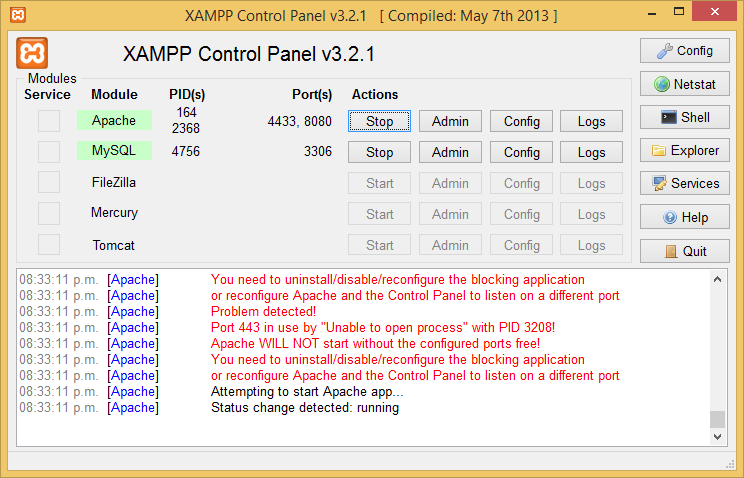 XAMPP Control Panel v3.2.1 [ Compiled: May 7th 2013 ]
XAMPP Control Panel v3.2.1
Config
Modules
Service Module PID(s) Port(s) Actions
Netstat
Apache 164 2368 4433, 8080 Stop Admin Config Logs
Shell
MySQL 4756 3306 Stop Admin Config Logs
Explorer
FileZilla Start Admin Config Logs
Services
Mercury Start Admin Config Logs
Help
Tomcat Start Admin Config Logs
Quit
08:33:11 p.m. [Apache] You need to uninstall/disable/reconfigure the blocking application
08:33:11 p.m. [Apache] or reconfigure Apache and the Control Panel to listen on a different port
08:33:11 p.m. [Apache] Problem detected!
08:33:11 p.m. [Apache] Port 443 in use by "Unable to open process" with PID 3208!
08:33:11 p.m. [Apache] Apache WILL NOT start without the configured ports free!
08:33:11 p.m. [Apache] You need to uninstall/disable/reconfigure the blocking application
08:33:11 p.m. [Apache] or reconfigure Apache and the Control Panel to listen on a different port
08:33:11 p.m. [Apache] Attempting to start Apache app...
08:33:11 p.m. [Apache] Status change detected: running